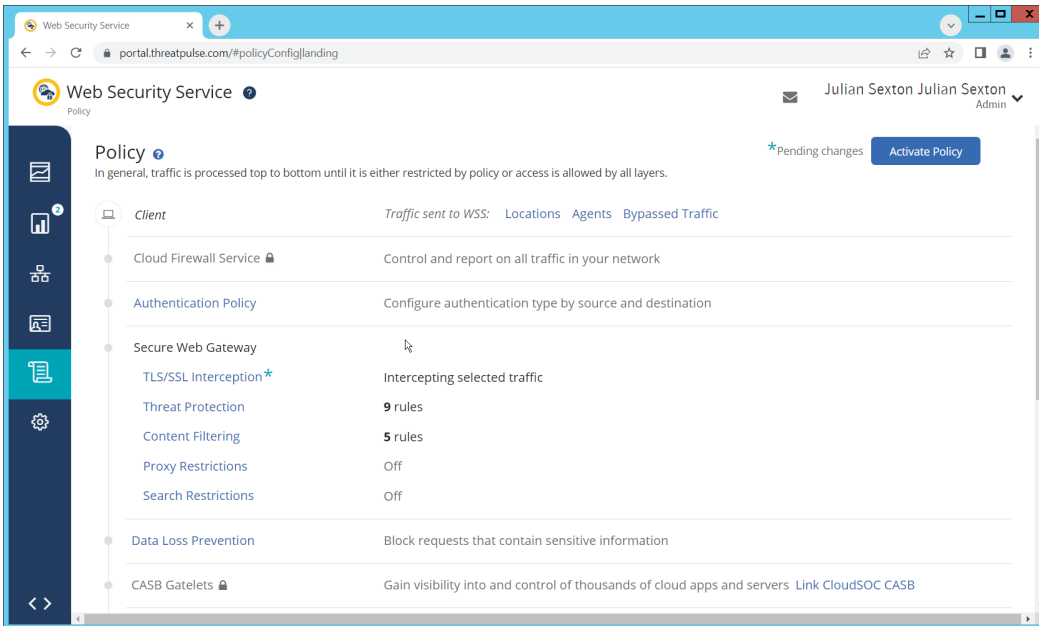 Web Security Service
portal.threatpulse.com/#policyConfig|landing
Web Security Service ?
Policy
Julian Sexton Julian Sexton
Admin
2
Policy ?
*Pending changes Activate Policy
In general, traffic is processed top to bottom until it is either restricted by policy or access is allowed by all layers.
Client Traffic sent to WSS: Locations Agents Bypassed Traffic
Cloud Firewall Service Control and report on all traffic in your network
Authentication Policy Configure authentication type by source and destination
Secure Web Gateway
TLS/SSL Interception* Intercepting selected traffic
Threat Protection 9 rules
Content Filtering 5 rules
Proxy Restrictions Off
Search Restrictions Off
Data Loss Prevention Block requests that contain sensitive information
CASB Gatelets Gain visibility into and control of thousands of cloud apps and servers Link CloudSOC CASB